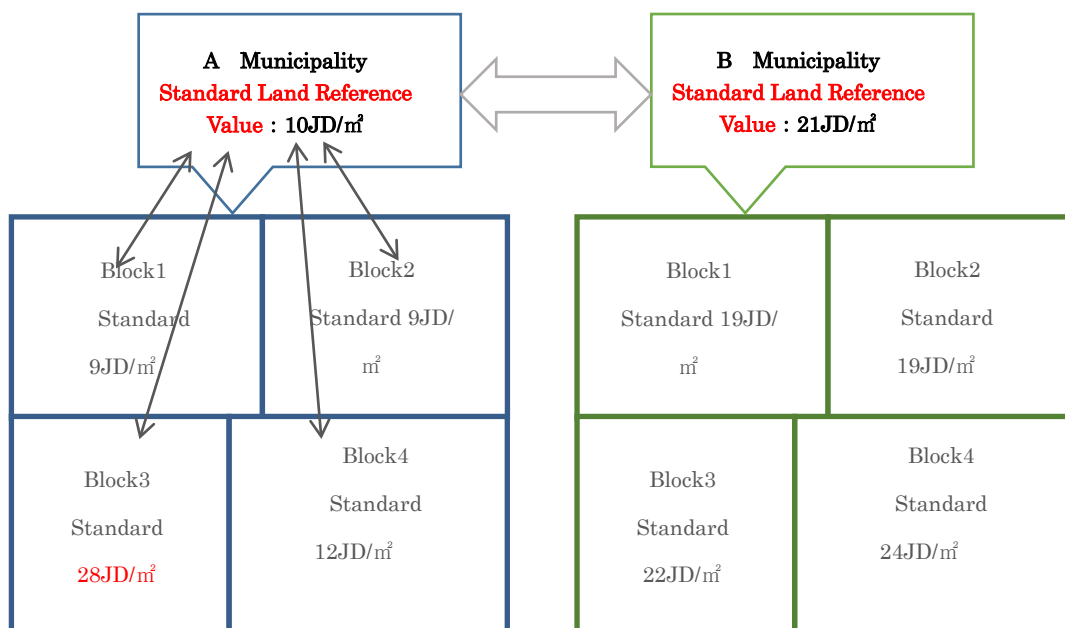 A Municipality
Standard Land Reference
Value : 10JD/㎡
B Municipality
Standard Land Reference
Value : 21JD/㎡
Block1
Standard
9JD/㎡
Block2
Standard 9JD/
㎡
Block3
Standard
28JD/㎡
Block4
Standard
12JD/㎡
Block1
Standard 19JD/
㎡
Block2
Standard
19JD/㎡
Block3
Standard
22JD/㎡
Block4
Standard
24JD/㎡